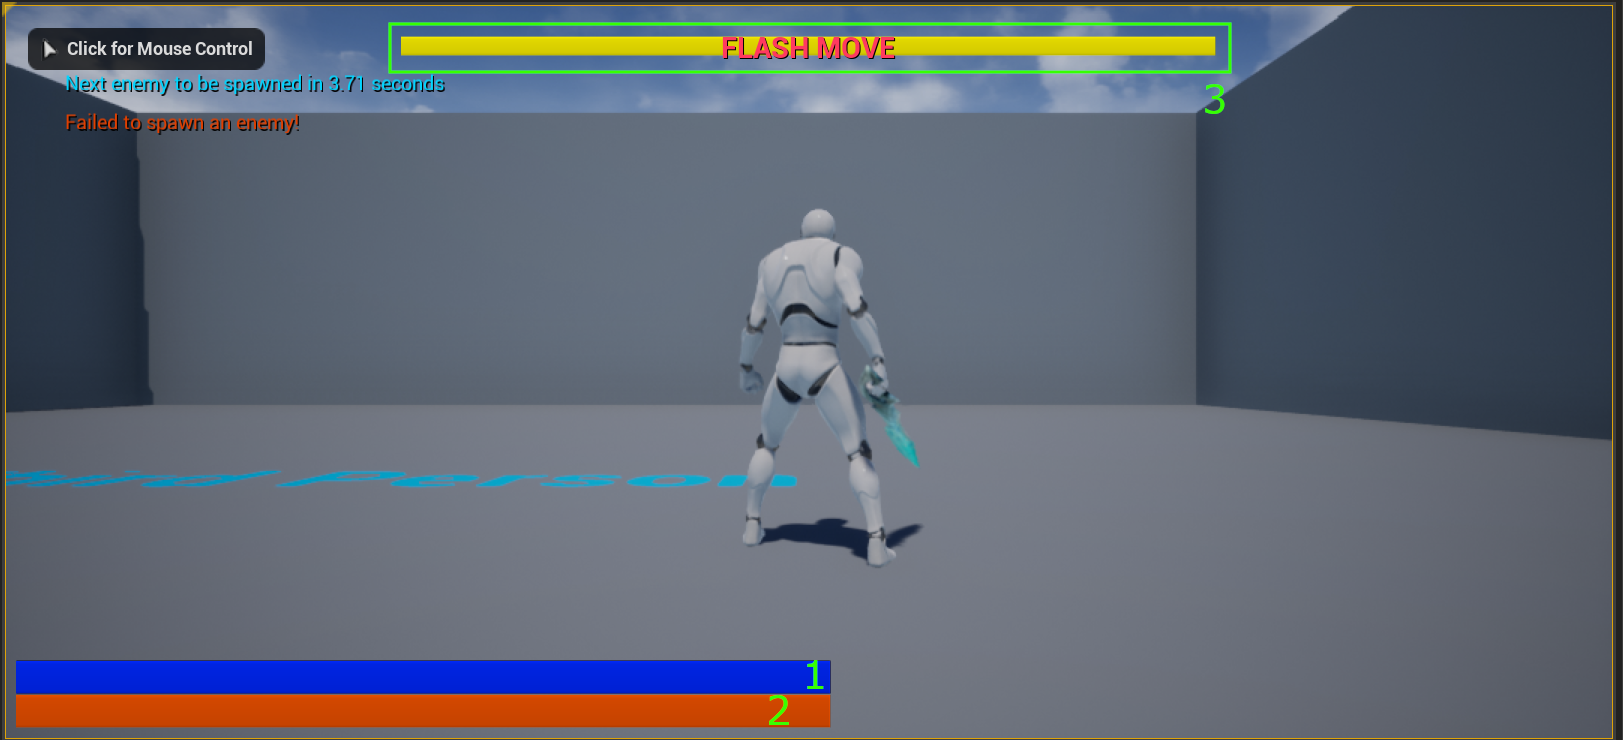 Click for Mouse Control
FLASH MOVE
Next enemy to be spawned in 3.71 seconds
3
Failed to spawn an enemy!
Person
1
2